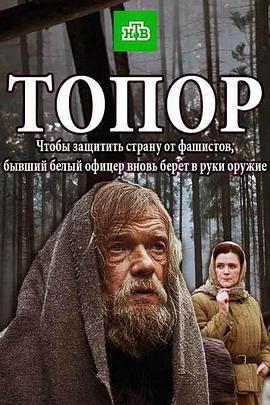 НТВ
ТОПОР
Чтобы защитить страну от фашистов,
бывший белый офицер вновь берет в руки оружие